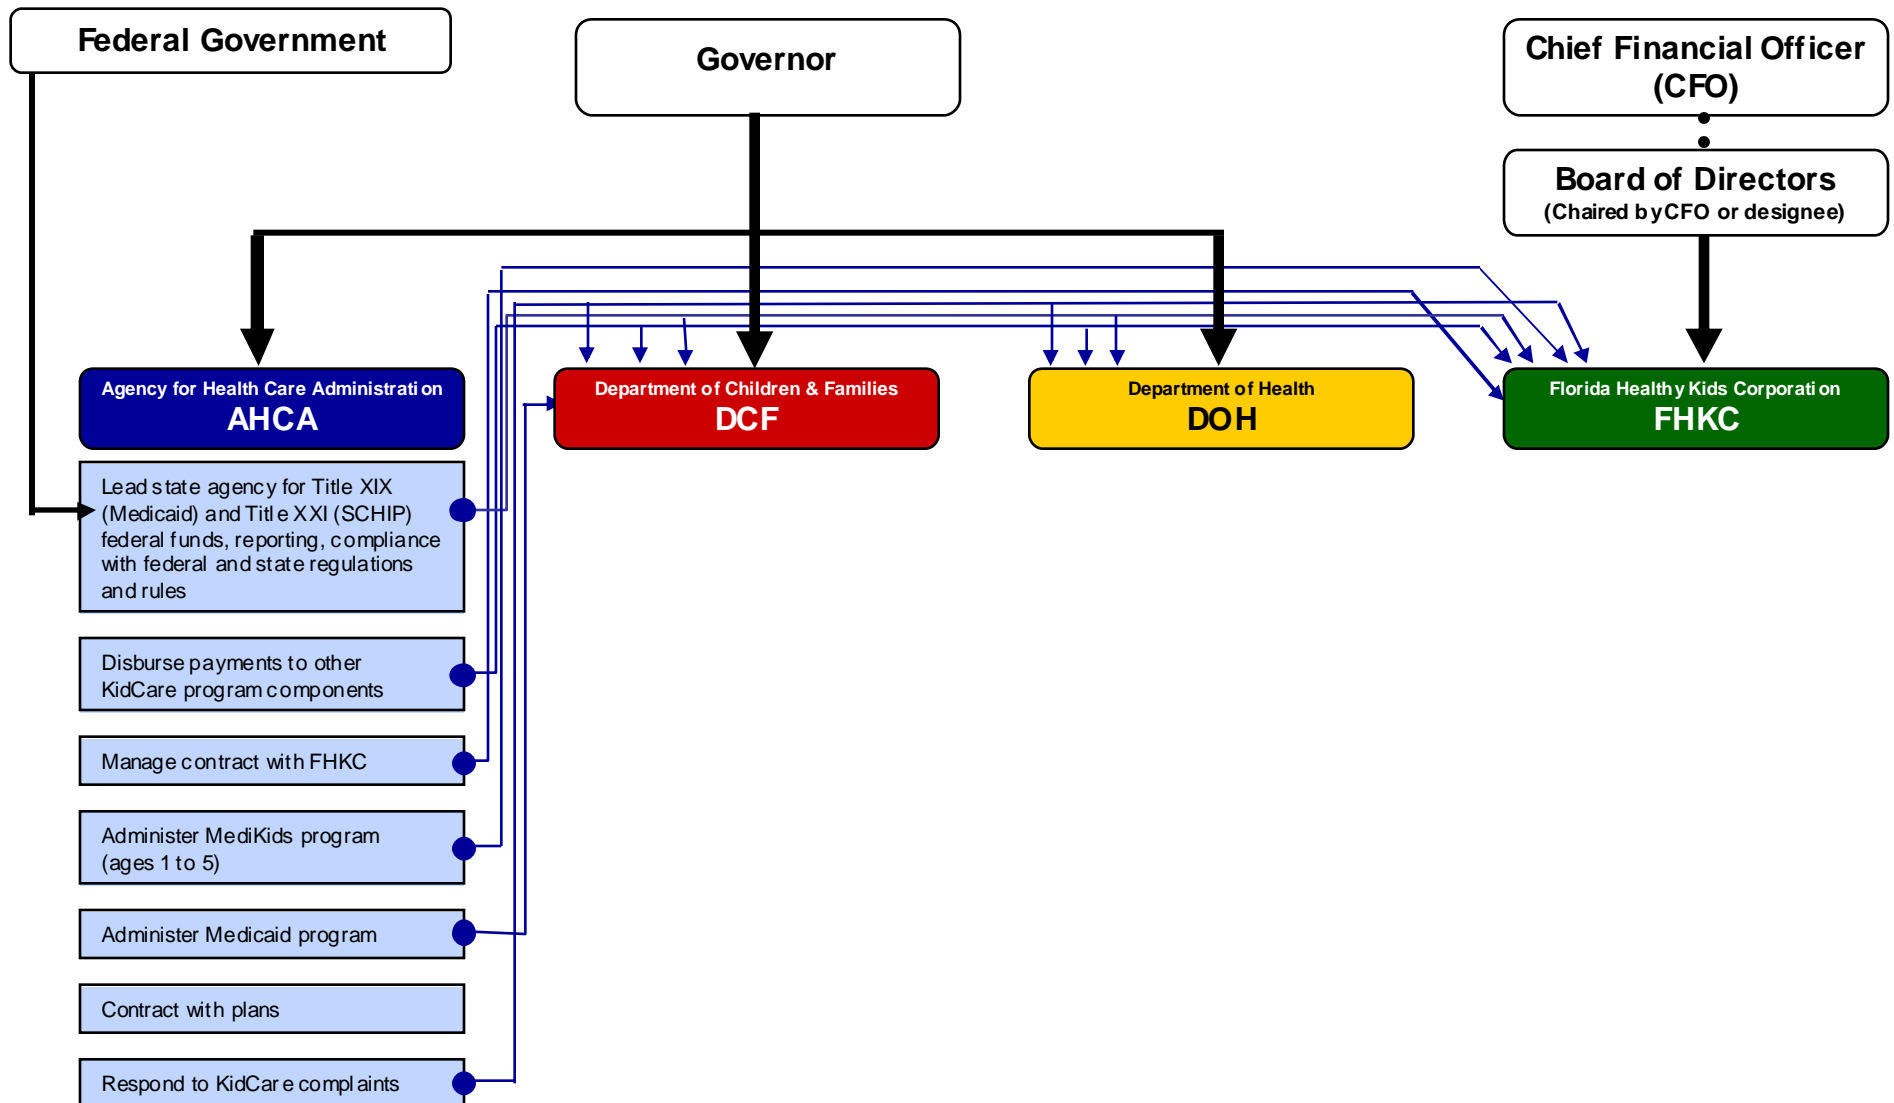 Federal Government
Governor
Chief Financial Officer
(CFO)
Board of Directors
(Chaired by CFO or designee)
Agency for Health Care Administration
AHCA
Department of Children & Families
DCF
Department of Health
DOH
Florida Healthy Kids Corporation
FHKC
Lead state agency for Title XIX
(Medicaid) and Title XXI (SCHIP)
federal funds, reporting, compliance
with federal and state regulations
and rules
Disburse payments to other
KidCare program components
Manage contract with FHKC
Administer MediKids program
(ages 1 to 5)
Administer Medicaid program
Contract with plans
Respond to KidCare complaints